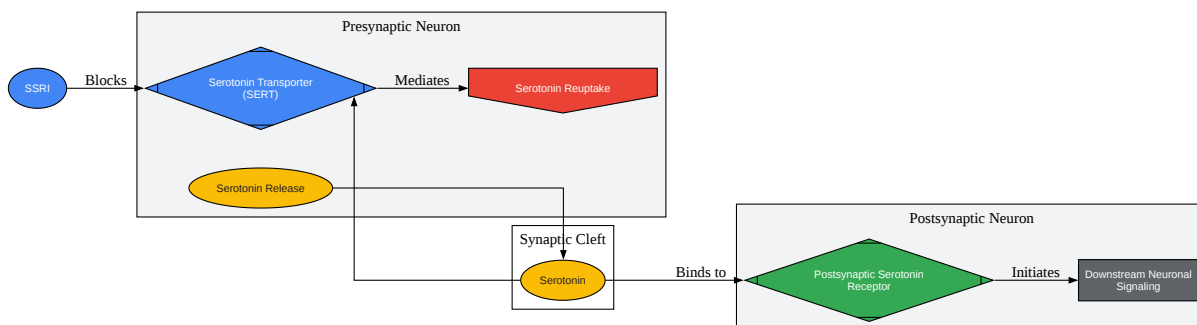 Presynaptic Neuron
SSRI
Blocks
Serotonin Transporter
(SERT)
Mediates
Serotonin Reuptake
Serotonin Release
Synaptic Cleft
Serotonin
Binds to
Postsynaptic Neuron
Postsynaptic Serotonin
Receptor
Initiates
Downstream Neuronal
Signaling